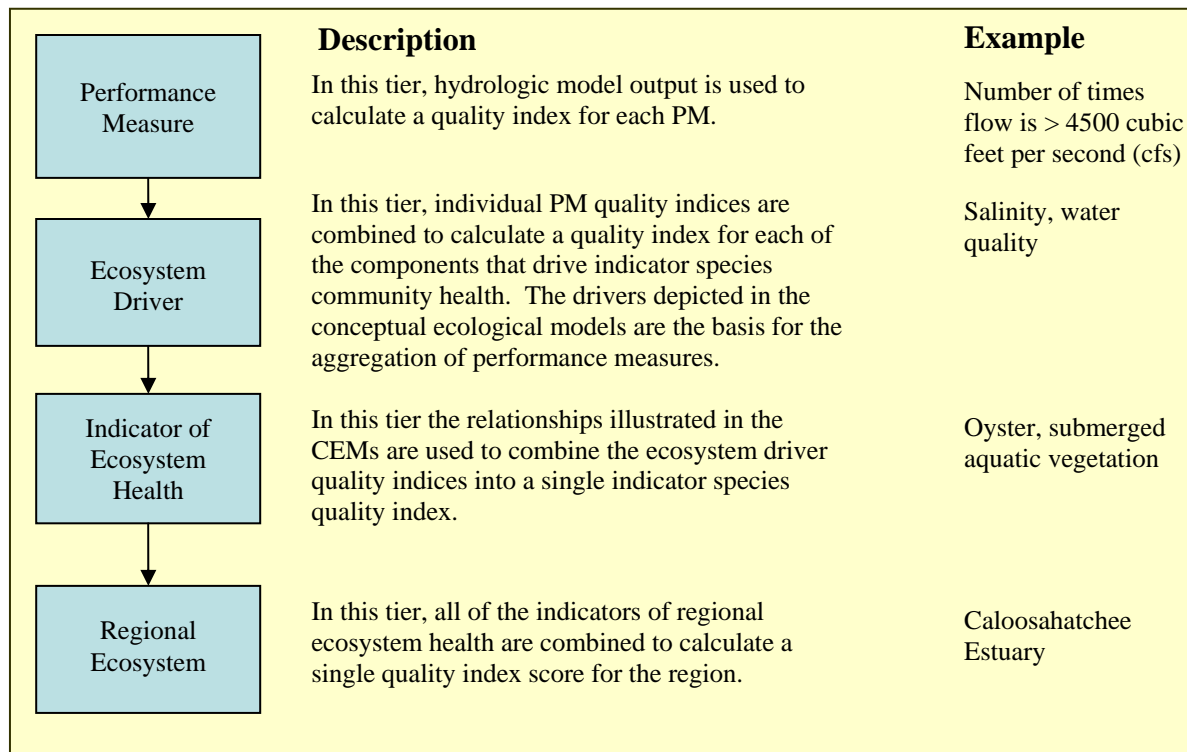 Description
Example
Performance
Measure
In this tier, hydrologic model output is used to
calculate a quality index for each PM.
Number of times
flow is > 4500 cubic
feet per second (cfs)
Ecosystem
Driver
In this tier, individual PM quality indices are
combined to calculate a quality index for each of
the components that drive indicator species
community health.  The drivers depicted in the
conceptual ecological models are the basis for the
aggregation of performance measures.
Salinity, water
quality
Indicator of
Ecosystem
Health
In this tier the relationships illustrated in the
CEMs are used to combine the ecosystem driver
quality indices into a single indicator species
quality index.
Oyster, submerged
aquatic vegetation
Regional
Ecosystem
In this tier, all of the indicators of regional
ecosystem health are combined to calculate a
single quality index score for the region.
Caloosahatchee
Estuary